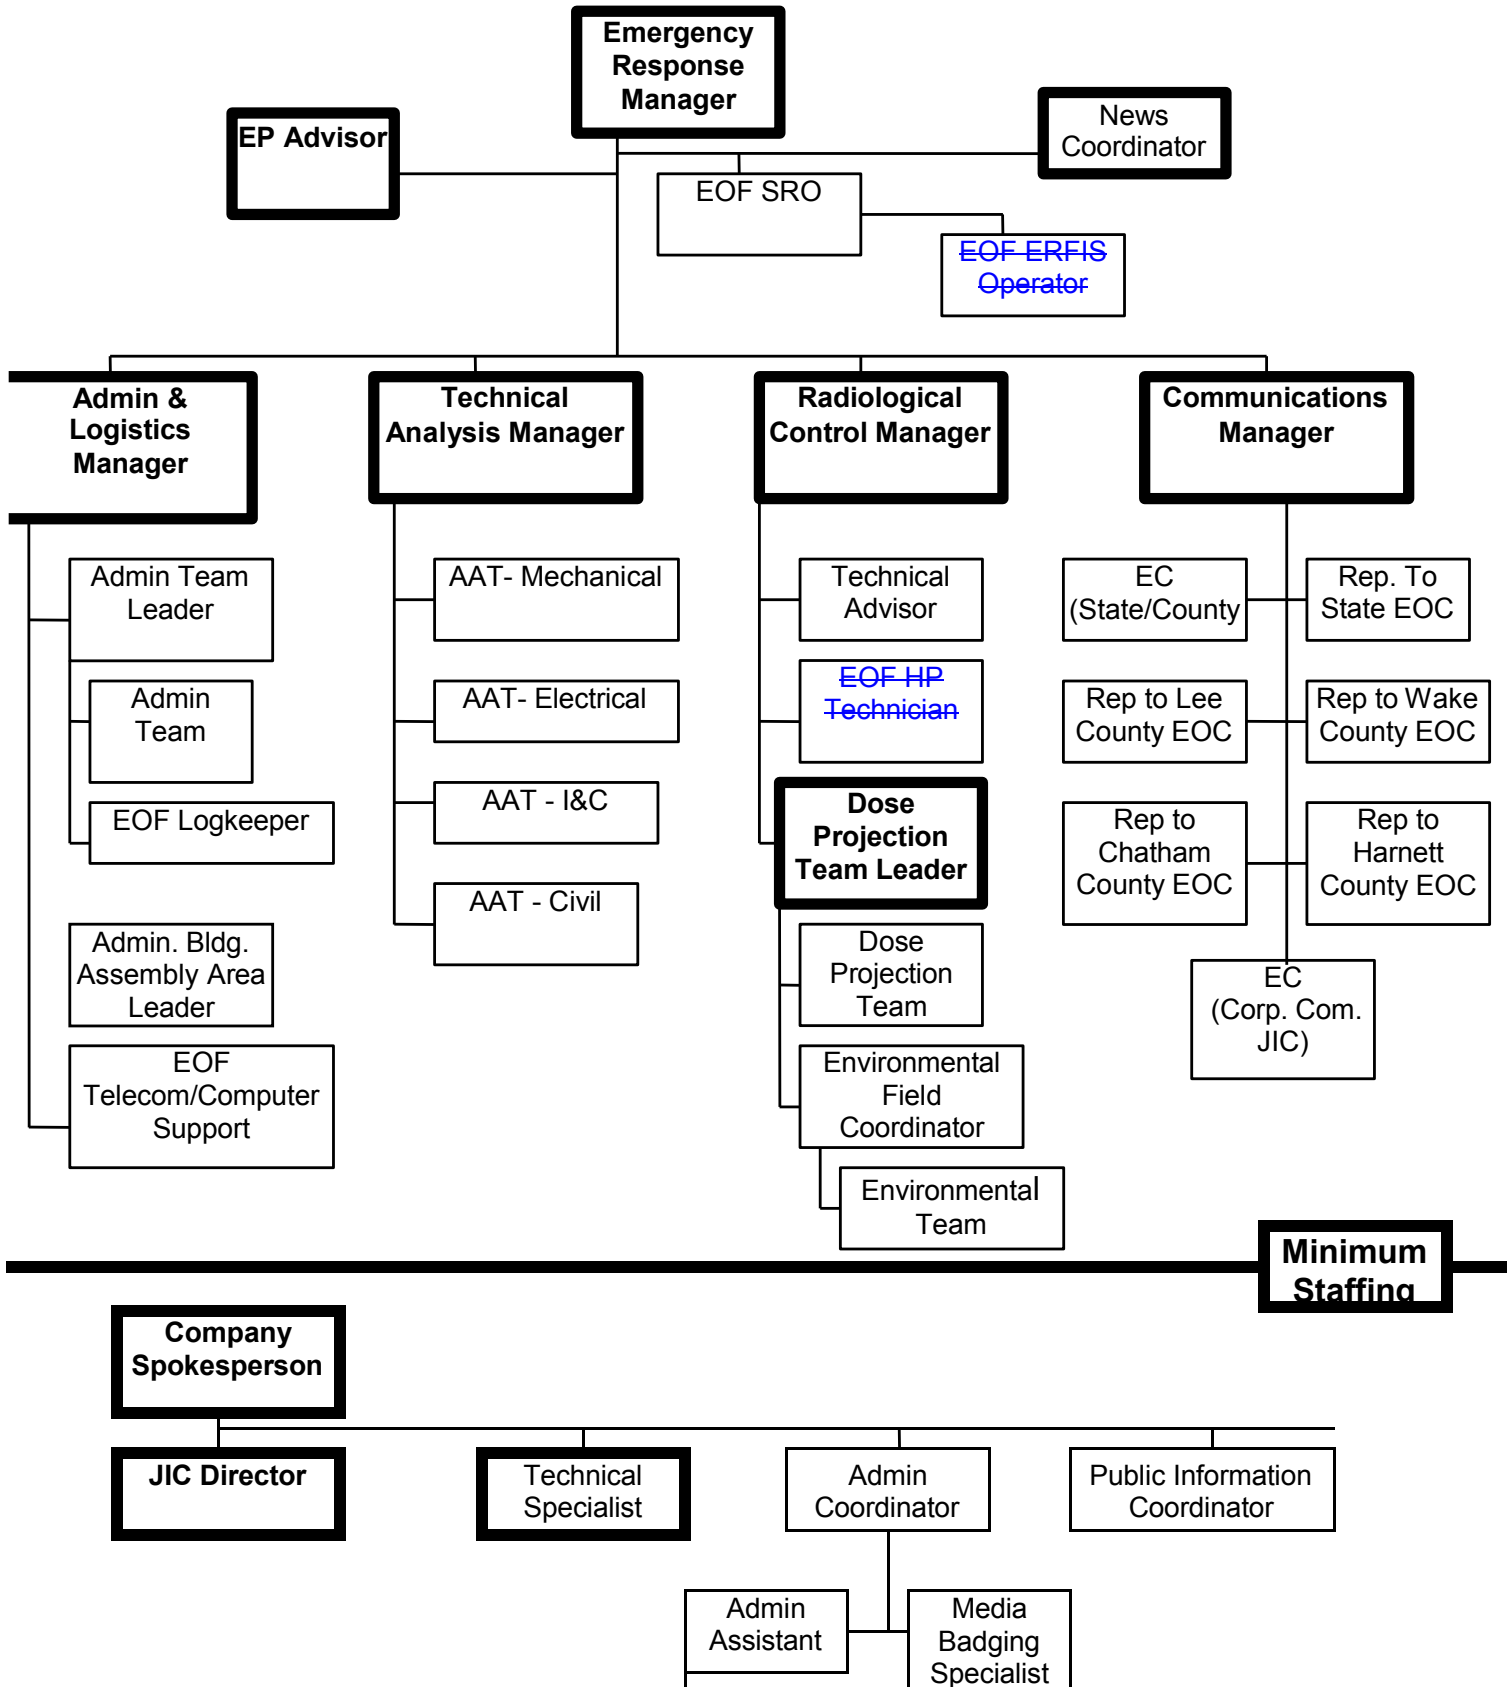 Emergency
Response
Manager
EP Advisor
News
Coordinator
EOF SRO
EOF ERFIS
Operator
Admin &
Logistics
Manager
Technical
Analysis Manager
Radiological
Control Manager
Communications
Manager
Admin Team
Leader
AAT- Mechanical
Technical
Advisor
EC
(State/County
Rep. To
State EOC
Admin
Team
AAT- Electrical
EOF HP
Technician
Rep to Lee
County EOC
Rep to Wake
County EOC
EOF Logkeeper
AAT - I&C
Dose
Projection
Team Leader
Rep to
Chatham
County EOC
Rep to
Harnett
County EOC
Admin. Bldg.
Assembly Area
Leader
AAT - Civil
Dose
Projection
Team
EC
(Corp. Com.
JIC)
EOF
Telecom/Computer
Support
Environmental
Field
Coordinator
Environmental
Team
Minimum
Staffing
Company
Spokesperson
JIC Director
Technical
Specialist
Admin
Coordinator
Public Information
Coordinator
Admin
Assistant
Media
Badging
Specialist